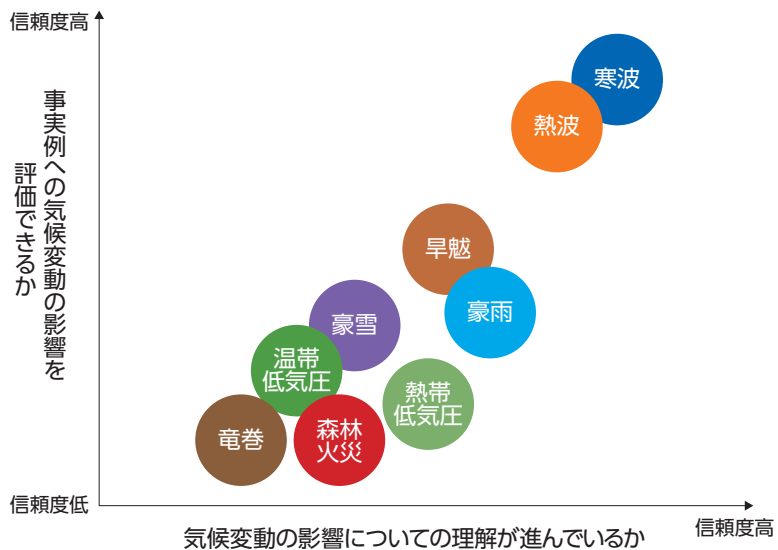 信頼度高
事実例への気候変動の影響を
評価できるか
寒波
熱波
旱魃
豪雨
豪雪
温帯
低気圧
熱帯
低気圧
竜巻
森林
火災
信頼度低
気候変動の影響についての理解が進んでいるか
信頼度高